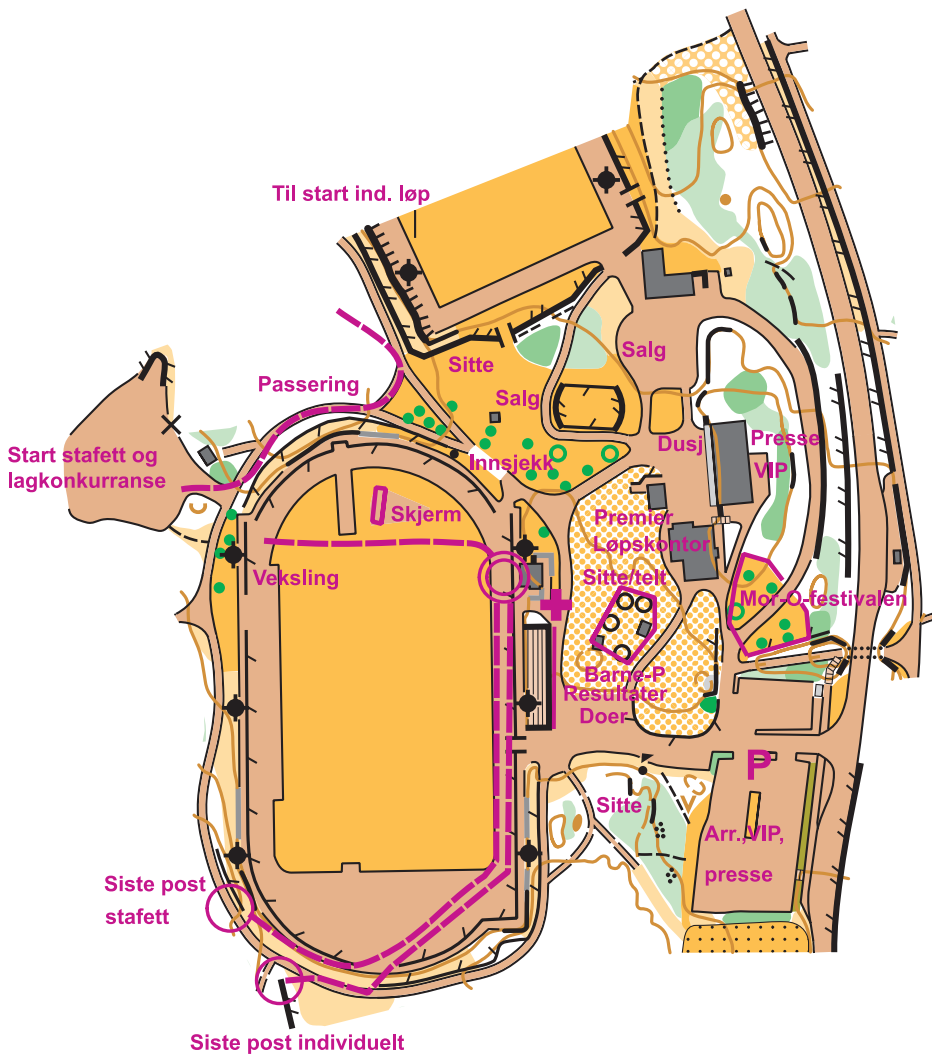 Til start ind. løp
Salg
Sitte
Passering
Salg
Dusj
Presse
VIP
Start stafett og
lagkonkurranse
Innsjekk
Skjerm
Premier
Løpskontor
Veksling
Sitte/telt
Mor-O-festivalen
Barne-P
Resultater
Doer
P
Sitte
Arr.,VIP,
presse
Siste post
stafett
Siste post individuelt